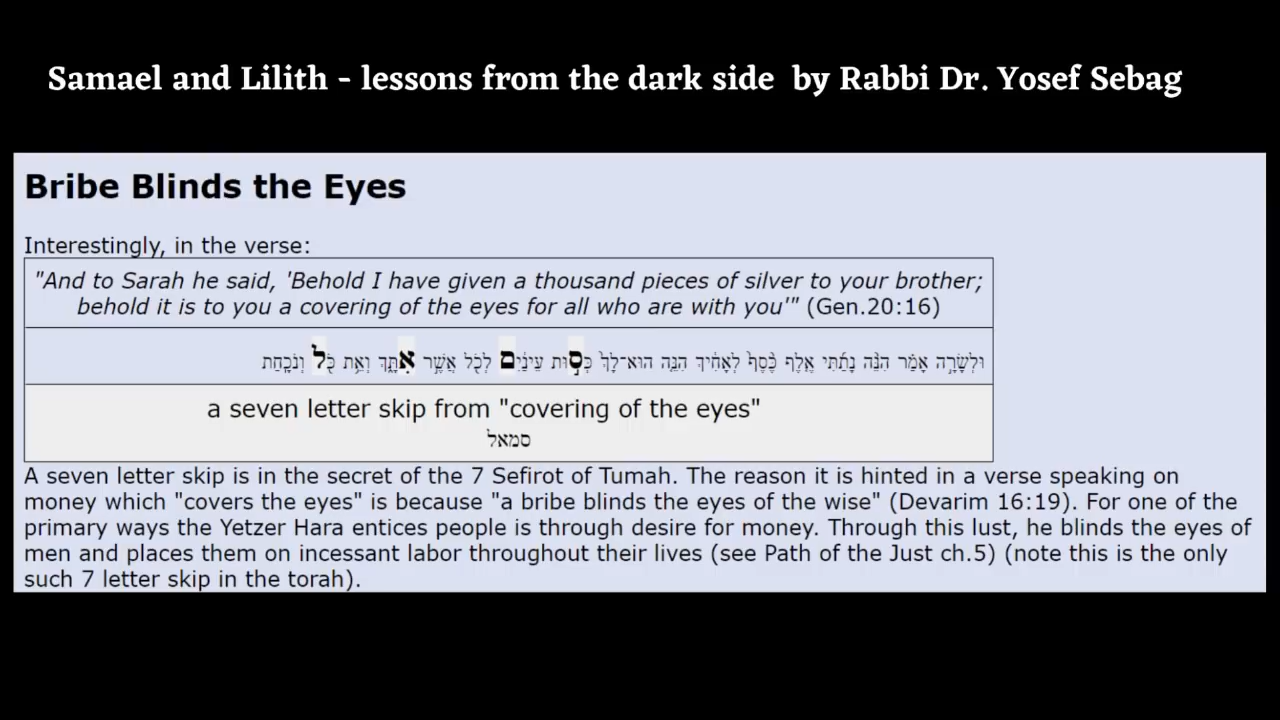 Samael and Lilith - lessons from the dark side by Rabbi Dr. Yosef Sebag
Bribe Blinds the Eyes
Interestingly, in the verse:
"And to Sarah he said, 'Behold I have given a thousand pieces of silver to your brother;
behold it is to you a covering of the eyes for all who are with you'" (Gen.20:16)
וּלְשָׂרָ֣ה אָמַ֗ר הִנֵּ֨ה נָתַ֜תִּי אֶ֤לֶף כֶּ֙סֶף֙ לְאָחִ֔יךְ הִנֵּ֤ה הוּא־לָךְ֙ כְּס֣וּת עֵינַ֔יִם לְכֹ֖ל אֲשֶׁ֣ר אִתָּ֑ךְ וְאֵ֥ת כֹּ֖ל וְנֹכָֽחַת
a seven letter skip from "covering of the eyes"
סמאל
A seven letter skip is in the secret of the 7 Sefirot of Tumah. The reason it is hinted in a verse speaking on
money which "covers the eyes" is because "a bribe blinds the eyes of the wise" (Devarim 16:19). For one of the
primary ways the Yetzer Hara entices people is through desire for money. Through this lust, he blinds the eyes of
men and places them on incessant labor throughout their lives (see Path of the Just ch.5) (note this is the only
such 7 letter skip in the torah).